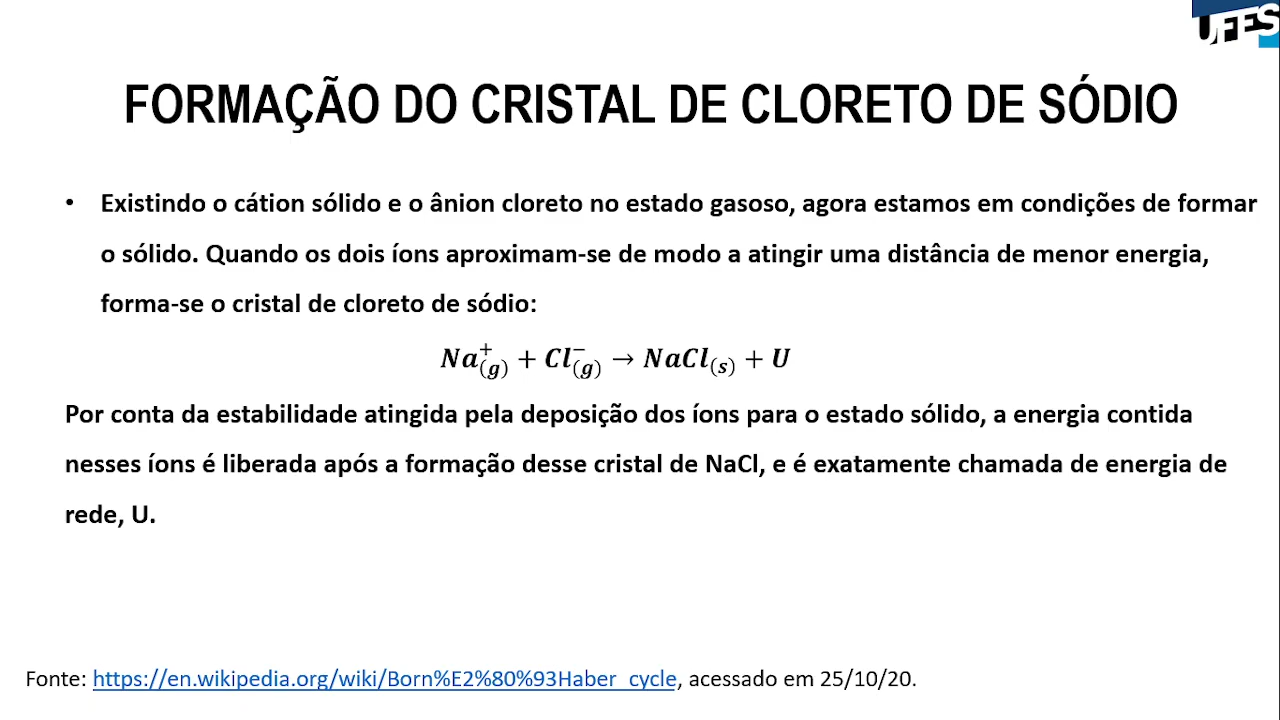 UFES
FORMAÇÃO DO CRISTAL DE CLORETO DE SÓDIO
• Existindo o cátion sólido e o ânion cloreto no estado gasoso, agora estamos em condições de formar
o sólido. Quando os dois íons aproximam-se de modo a atingir uma distância de menor energia,
forma-se o cristal de cloreto de sódio:
Na⁺(g) + Cl⁻(g) → NaCl(s) + U
Por conta da estabilidade atingida pela deposição dos íons para o estado sólido, a energia contida
nesses íons é liberada após a formação desse cristal de NaCl, e é exatamente chamada de energia de
rede, U.
Fonte: https://en.wikipedia.org/wiki/Born%E2%80%93Haber_cycle, acessado em 25/10/20.